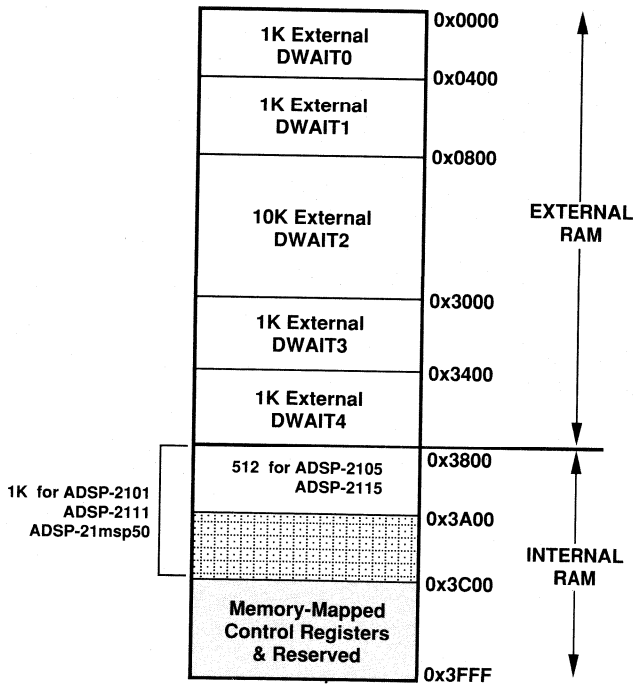 0x0000
1K External
DWAIT0
0x0400
1K External
DWAIT1
0x0800
10K External
DWAIT2
EXTERNAL
RAM
0x3000
1K External
DWAIT3
0x3400
1K External
DWAIT4
0x3800
512 for ADSP-2105
ADSP-2115
1K for ADSP-2101
ADSP-2111
ADSP-21msp50
0x3A00
INTERNAL
RAM
0x3C00
Memory-Mapped
Control Registers
& Reserved
0x3FFF